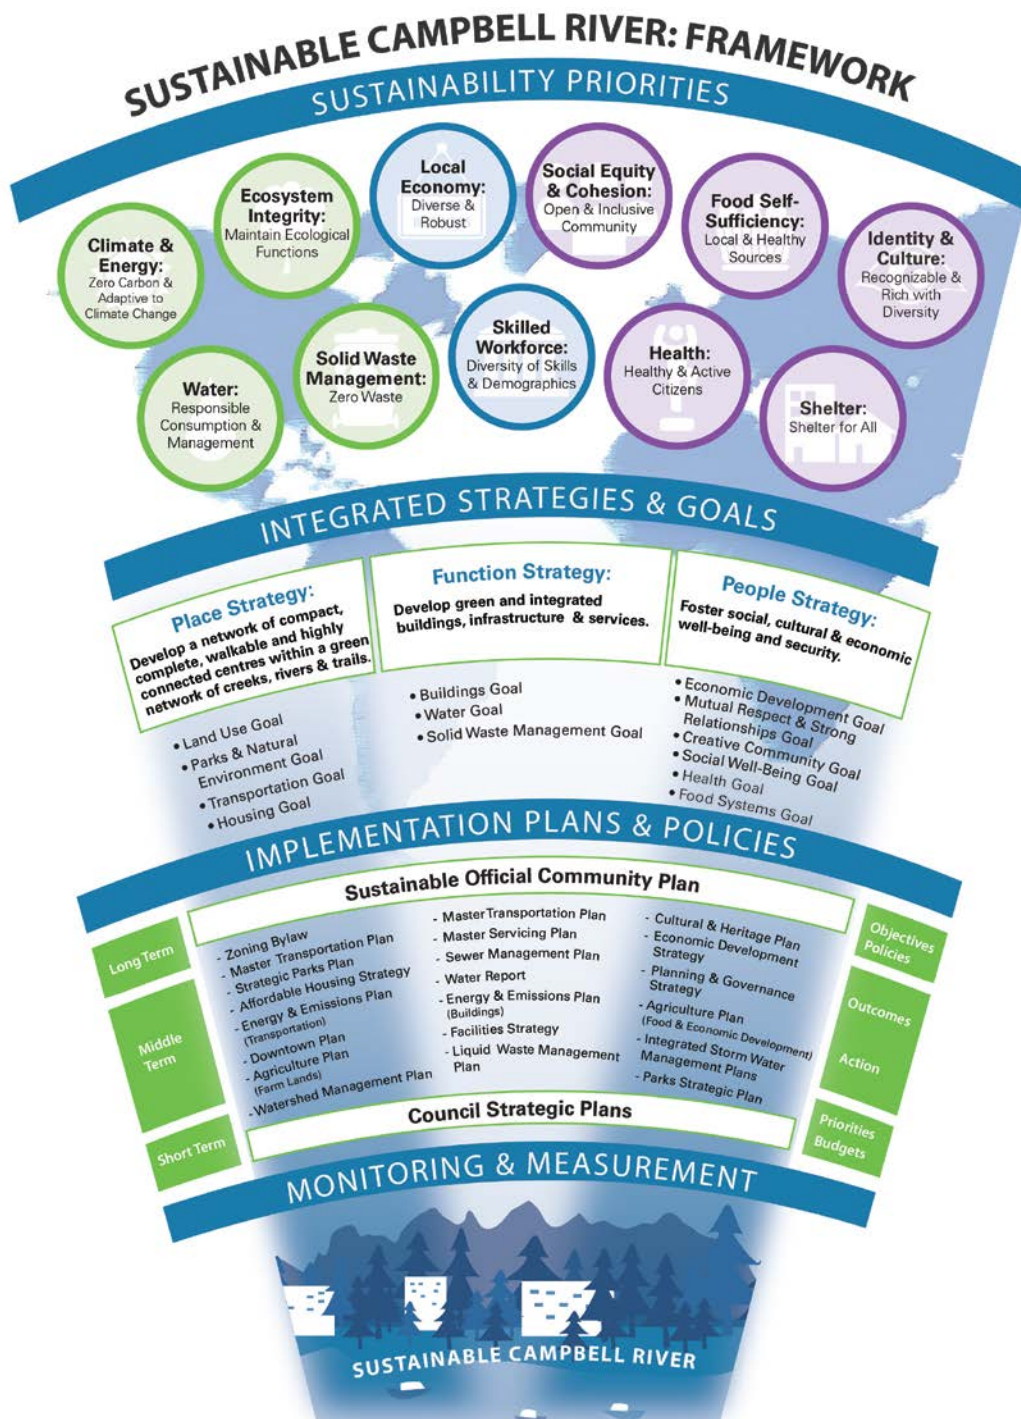 SUSTAINABLE CAMPBELL RIVER: FRAMEWORK
SUSTAINABILITY PRIORITIES
Climate &
Energy:
Zero Carbon &
Adaptive to
Climate Change
Ecosystem
Integrity:
Maintain Ecological
Functions
Local
Economy:
Diverse &
Robust
Social Equity
& Cohesion:
Open & Inclusive
Community
Food Self-
Sufficiency:
Local & Healthy
Sources
Identity &
Culture:
Recognizable &
Rich with
Diversity
Water:
Responsible
Consumption &
Management
Solid Waste
Management:
Zero Waste
Skilled
Workforce:
Diversity of Skills
& Demographics
Health:
Healthy & Active
Citizens
Shelter:
Shelter for All
INTEGRATED STRATEGIES & GOALS
Place Strategy:
Develop a network of compact,
complete, walkable and highly
connected centres within a green
network of creeks, rivers & trails.
• Land Use Goal
• Parks & Natural
Environment Goal
• Transportation Goal
• Housing Goal
Function Strategy:
Develop green and integrated
buildings, infrastructure & services.
• Buildings Goal
• Water Goal
• Solid Waste Management Goal
People Strategy:
Foster social, cultural & economic
well-being and security.
• Economic Development Goal
• Mutual Respect & Strong
Relationships Goal
• Creative Community Goal
• Social Well-Being Goal
• Health Goal
• Food Systems Goal
IMPLEMENTATION PLANS & POLICIES
Sustainable Official Community Plan
Long Term
Middle
Term
Short Term
- Zoning Bylaw
- Master Transportation Plan
- Strategic Parks Plan
- Affordable Housing Strategy
- Energy & Emissions Plan
(Transportation)
- Downtown Plan
- Agriculture Plan
(Farm Lands)
- Watershed Management Plan
- Master Transportation Plan
- Master Servicing Plan
- Sewer Management Plan
- Water Report
- Energy & Emissions Plan
(Buildings)
- Facilities Strategy
- Liquid Waste Management
Plan
- Cultural & Heritage Plan
- Economic Development
Strategy
- Planning & Governance
Strategy
- Agriculture Plan
(Food & Economic Development)
- Integrated Storm Water
Management Plans
- Parks Strategic Plan
Objectives
Policies
Outcomes
Action
Priorities
Budgets
Council Strategic Plans
MONITORING & MEASUREMENT
SUSTAINABLE CAMPBELL RIVER